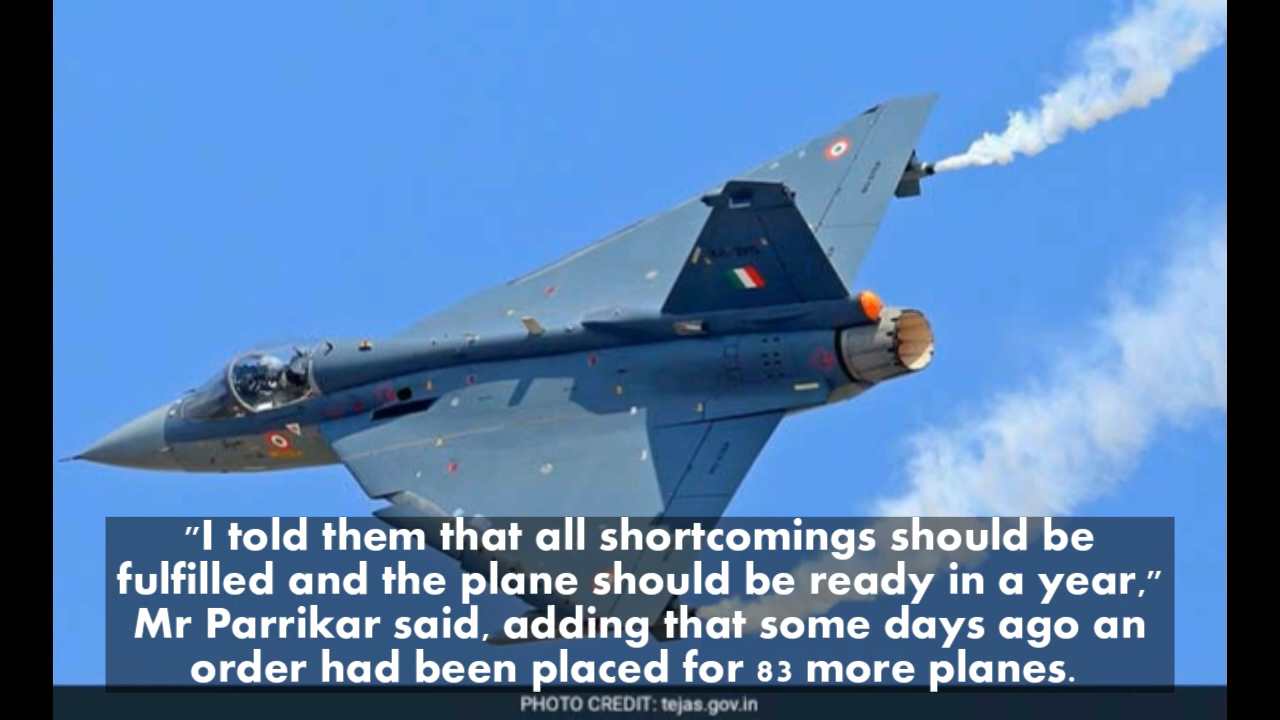 "I told them that all shortcomings should be
fulfilled and the plane should be ready in a year,"
Mr Parrikar said, adding that some days ago an
order had been placed for 83 more planes.
PHOTO CREDIT: tejas.gov.in